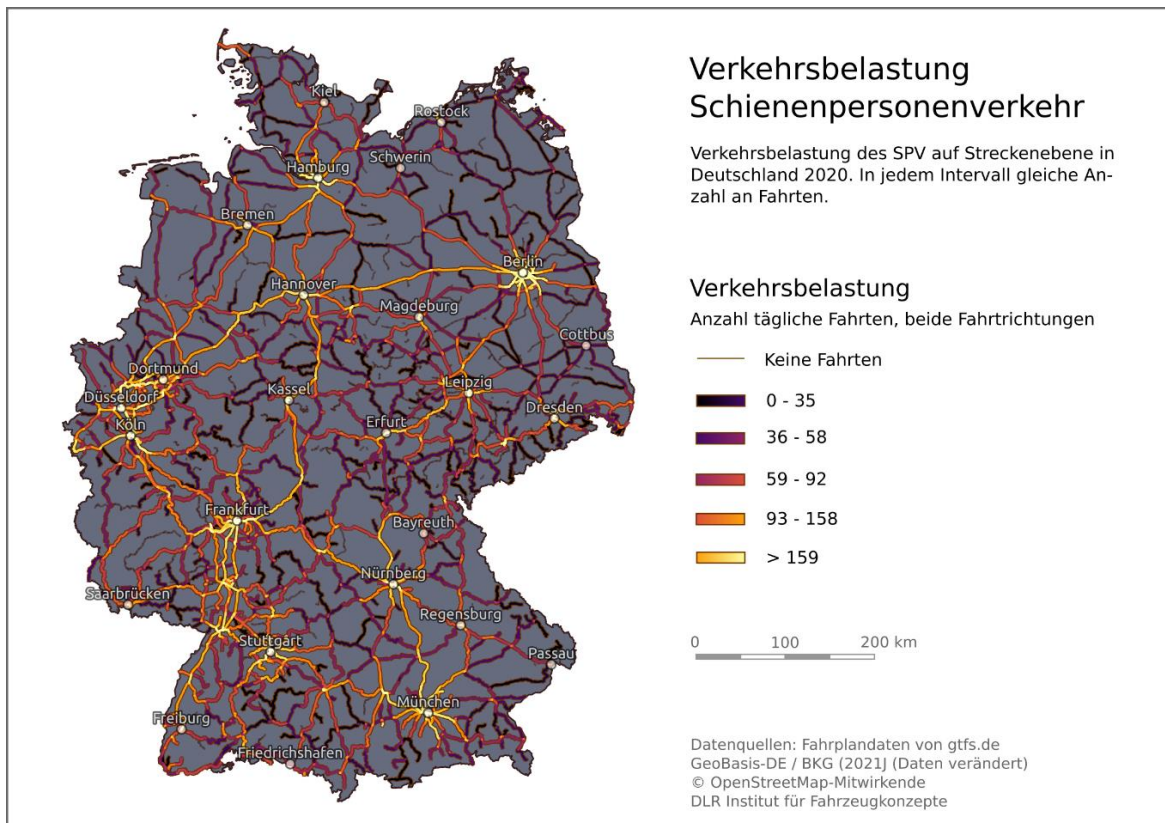 Verkehrsbelastung
Schienenpersonenverkehr
Verkehrsbelastung des SPV auf Streckenebene in
Deutschland 2020. In jedem Intervall gleiche An-
zahl an Fahrten.
Verkehrsbelastung
Anzahl tägliche Fahrten, beide Fahrtrichtungen
Keine Fahrten
0 - 35
36 - 58
59 - 92
93 - 158
> 159
0 100 200 km
Datenquellen: Fahrplandaten von gtfs.de
GeoBasis-DE / BKG (2021J (Daten verändert)
© OpenStreetMap-Mitwirkende
DLR Institut für Fahrzeugkonzepte
Kiel
Rostock
Schwerin
Hamburg
Bremen
Berlin
Hannover
Magdeburg
Cottbus
Dortmund
Leipzig
Kassel
Düsseldorf
Dresden
Köln
Erfurt
Frankfurt
Bayreuth
Nürnberg
Saarbrücken
Regensburg
Stuttgart
Passau
München
Freiburg
Friedrichshafen